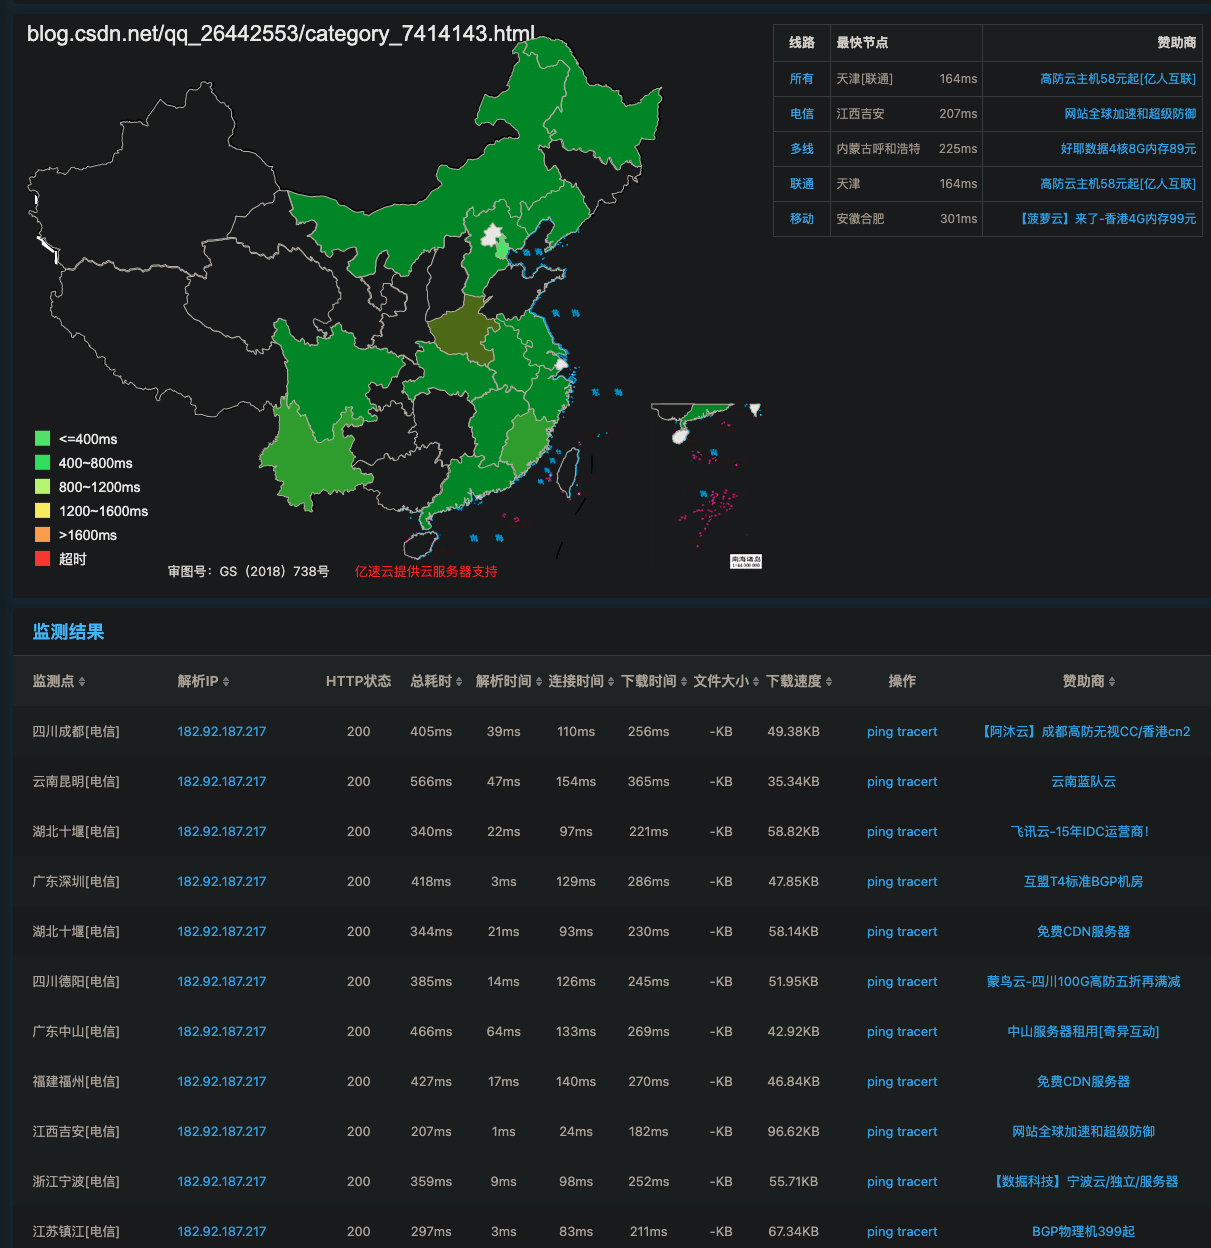 blog.csdn.net/qq_26442553/category_7414143.html
线路 最快节点 赞助商
所有 天津[联通] 164ms 高防云主机58元起[亿人互联]
电信 江西吉安 207ms 网站全球加速和超级防御
多线 内蒙古呼和浩特 225ms 好耶数据4核8G内存89元
联通 天津 164ms 高防云主机58元起[亿人互联]
移动 安徽合肥 301ms 【菠萝云】来了-香港4G内存99元
渤 海
黄 海
东 海
南 海
南海诸岛
<=400ms
400~800ms
800~1200ms
1200~1600ms
>1600ms
超时
审图号：GS（2018）738号 亿速云提供云服务器支持
监测结果
监测点 解析IP HTTP状态 总耗时 解析时间 连接时间 下载时间 文件大小 下载速度 操作 赞助商
四川成都[电信] 182.92.187.217 200 405ms 39ms 110ms 256ms -KB 49.38KB ping tracert 【阿沐云】成都高防无视CC/香港cn2
云南昆明[电信] 182.92.187.217 200 566ms 47ms 154ms 365ms -KB 35.34KB ping tracert 云南蓝队云
湖北十堰[电信] 182.92.187.217 200 340ms 22ms 97ms 221ms -KB 58.82KB ping tracert 飞讯云-15年IDC运营商!
广东深圳[电信] 182.92.187.217 200 418ms 3ms 129ms 286ms -KB 47.85KB ping tracert 互盟T4标准BGP机房
湖北十堰[电信] 182.92.187.217 200 344ms 21ms 93ms 230ms -KB 58.14KB ping tracert 免费CDN服务器
四川德阳[电信] 182.92.187.217 200 385ms 14ms 126ms 245ms -KB 51.95KB ping tracert 蒙鸟云-四川100G高防五折再满减
广东中山[电信] 182.92.187.217 200 466ms 64ms 133ms 269ms -KB 42.92KB ping tracert 中山服务器租用[奇异互动]
福建福州[电信] 182.92.187.217 200 427ms 17ms 140ms 270ms -KB 46.84KB ping tracert 免费CDN服务器
江西吉安[电信] 182.92.187.217 200 207ms 1ms 24ms 182ms -KB 96.62KB ping tracert 网站全球加速和超级防御
浙江宁波[电信] 182.92.187.217 200 359ms 9ms 98ms 252ms -KB 55.71KB ping tracert 【数掘科技】宁波云/独立/服务器
江苏镇江[电信] 182.92.187.217 200 297ms 3ms 83ms 211ms -KB 67.34KB ping tracert BGP物理机399起